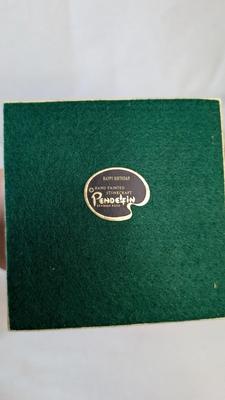 HAPPY BIRTHDAY
HAND PAINTED
STONECRAFT
PENDELFIN